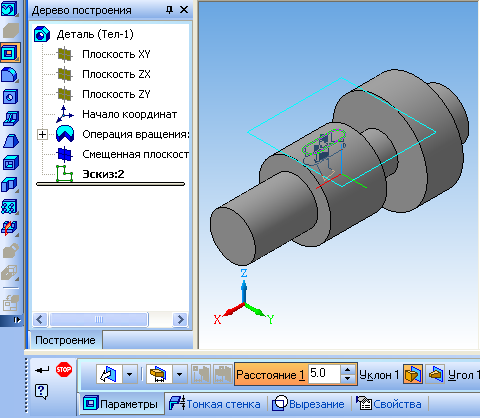 Дерево построения
Деталь (Тел-1)
Плоскость XY
Плоскость ZX
Плоскость ZY
Начало координат
Операция вращения:
Смещенная плоскост
Эскиз:2
Построение
Z
X
Y
STOP
Расстояние 1 5.0 Уклон 1 Угол 1
Параметры Тонкая стенка Вырезание Свойства